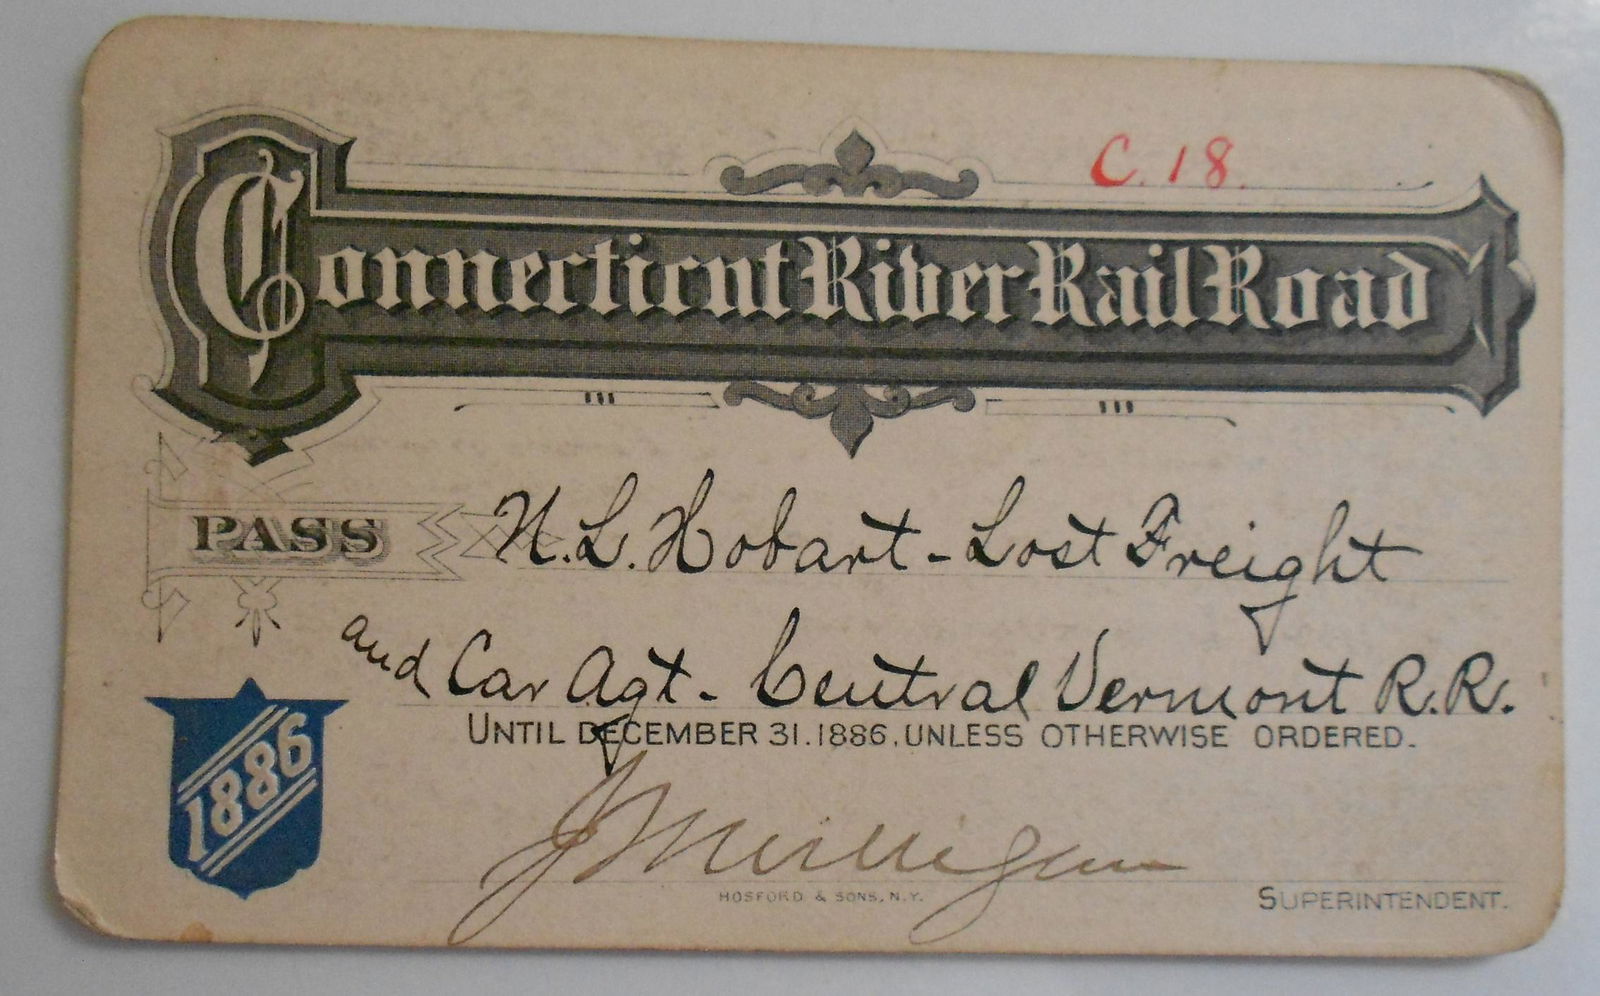 C. 18.
Connecticut River Rail Road
PASS N. L. Hobart - Lost Freight
and Car Agt. - Central Vermont R.R.
UNTIL DECEMBER 31. 1886, UNLESS OTHERWISE ORDERED.
1886
J Mulligan
HOSFORD & SONS, N.Y.
SUPERINTENDENT.